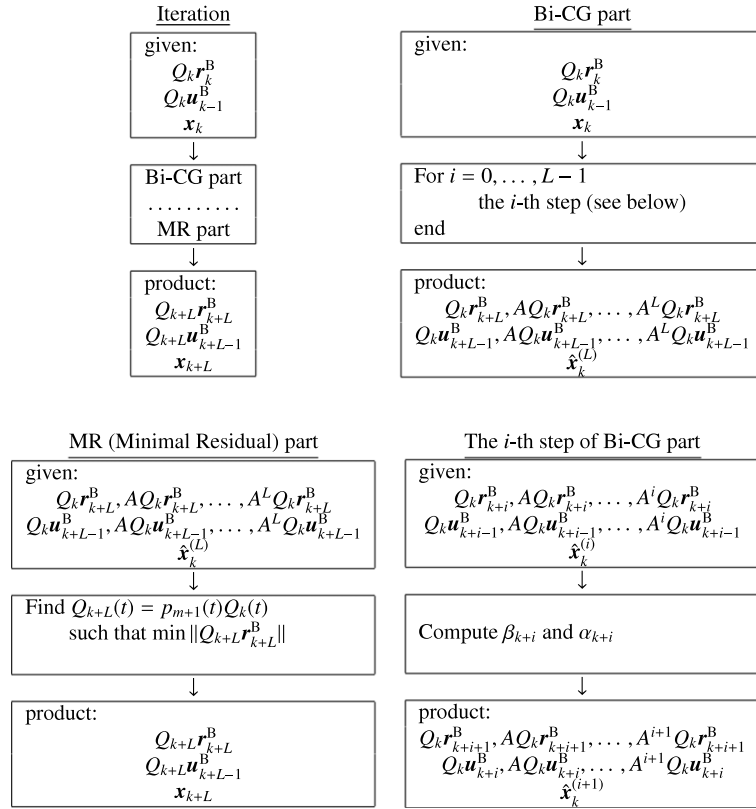 Iteration
given:
Q_k r_k^B
Q_k u_{k-1}^B
x_k
↓
Bi-CG part
. . . . . . . . . .
MR part
↓
product:
Q_{k+L} r_{k+L}^B
Q_{k+L} u_{k+L-1}^B
x_{k+L}
Bi-CG part
given:
Q_k r_k^B
Q_k u_{k-1}^B
x_k
↓
For i = 0, . . . , L − 1
the i-th step (see below)
end
↓
product:
Q_k r_{k+L}^B, AQ_k r_{k+L}^B, . . . , A^L Q_k r_{k+L}^B
Q_k u_{k+L-1}^B, AQ_k u_{k+L-1}^B, . . . , A^L Q_k u_{k+L-1}^B
x̂_k^{(L)}
MR (Minimal Residual) part
given:
Q_k r_{k+L}^B, AQ_k r_{k+L}^B, . . . , A^L Q_k r_{k+L}^B
Q_k u_{k+L-1}^B, AQ_k u_{k+L-1}^B, . . . , A^L Q_k u_{k+L-1}^B
x̂_k^{(L)}
↓
Find Q_{k+L}(t) = p_{m+1}(t)Q_k(t)
such that min ||Q_{k+L} r_{k+L}^B||
↓
product:
Q_{k+L} r_{k+L}^B
Q_{k+L} u_{k+L-1}^B
x_{k+L}
The i-th step of Bi-CG part
given:
Q_k r_{k+i}^B, AQ_k r_{k+i}^B, . . . , A^i Q_k r_{k+i}^B
Q_k u_{k+i-1}^B, AQ_k u_{k+i-1}^B, . . . , A^i Q_k u_{k+i-1}^B
x̂_k^{(i)}
↓
Compute β_{k+i} and α_{k+i}
↓
product:
Q_k r_{k+i+1}^B, AQ_k r_{k+i+1}^B, . . . , A^{i+1} Q_k r_{k+i+1}^B
Q_k u_{k+i}^B, AQ_k u_{k+i}^B, . . . , A^{i+1} Q_k u_{k+i}^B
x̂_k^{(i+1)}